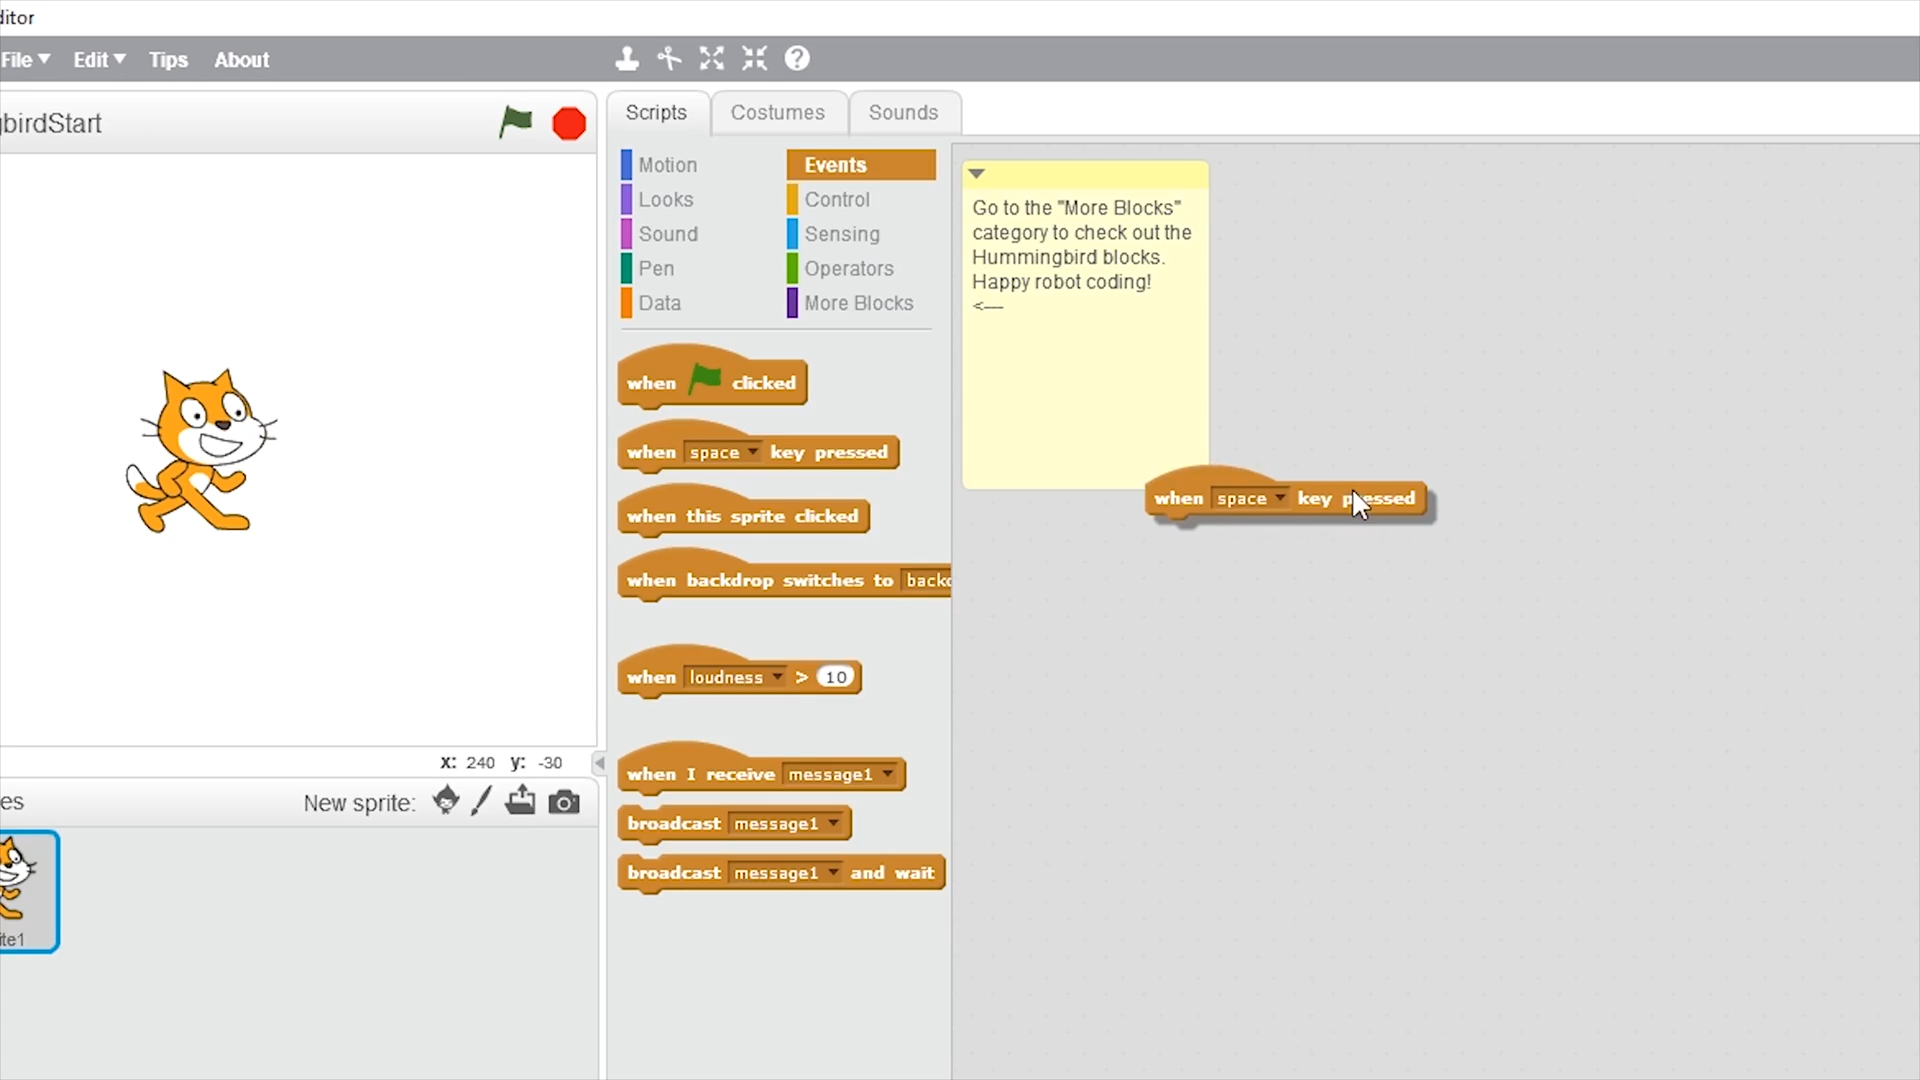 ditor
File Edit Tips About
gbirdStart
Scripts Costumes Sounds
Motion
Looks
Sound
Pen
Data
Events
Control
Sensing
Operators
More Blocks
when clicked
when space key pressed
when this sprite clicked
when backdrop switches to backd
when loudness > 10
when I receive message1
broadcast message1
broadcast message1 and wait
Go to the "More Blocks"
category to check out the
Hummingbird blocks.
Happy robot coding!
<—
when space key pressed
x: 240 y: -30
es
New sprite:
ite1